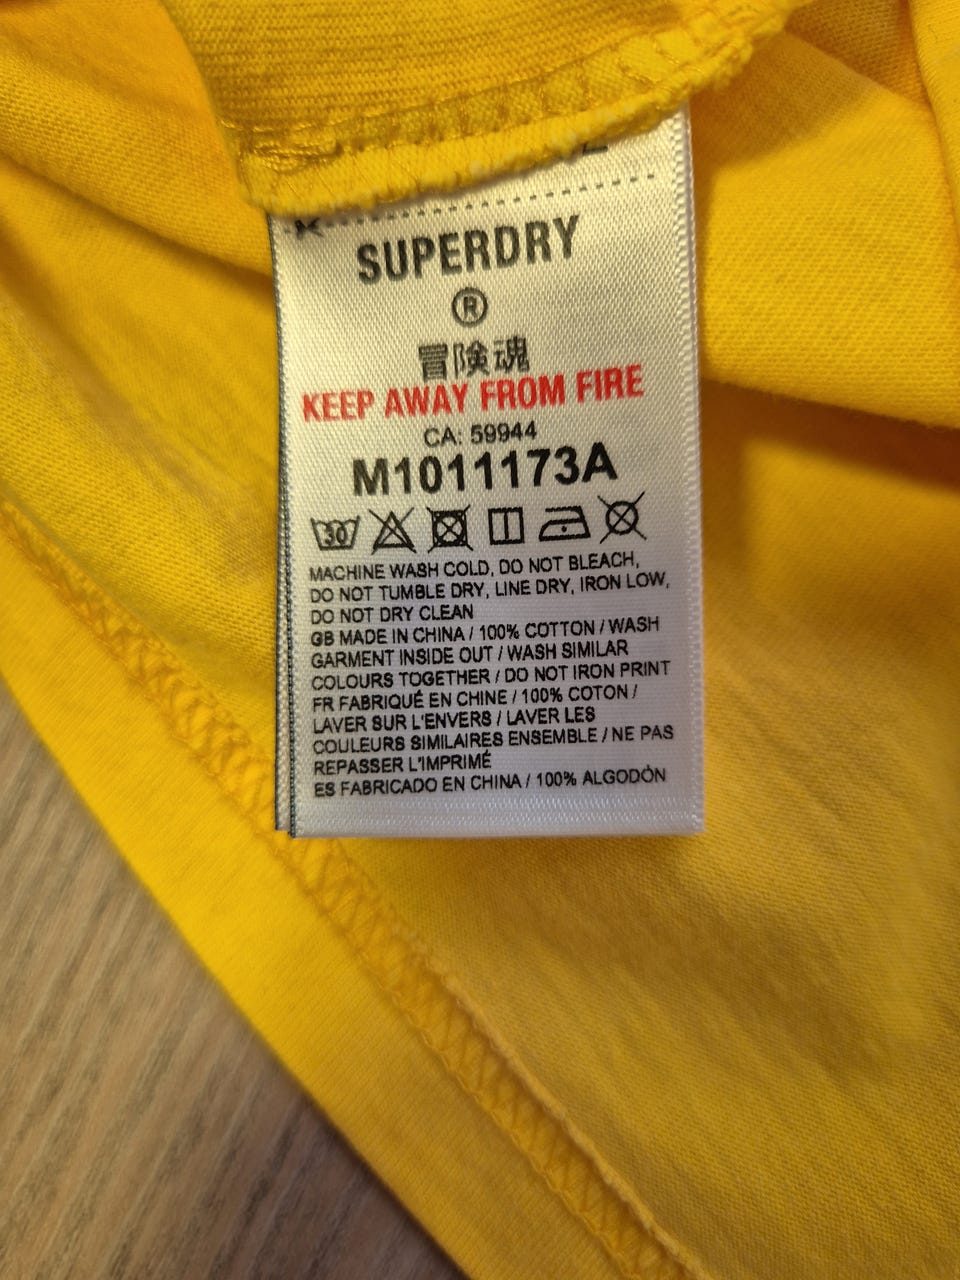 SUPERDRY
®
冒険魂
KEEP AWAY FROM FIRE
CA: 59944
M1011173A
30
MACHINE WASH COLD, DO NOT BLEACH,
DO NOT TUMBLE DRY, LINE DRY, IRON LOW,
DO NOT DRY CLEAN
GB MADE IN CHINA / 100% COTTON / WASH
GARMENT INSIDE OUT / WASH SIMILAR
COLOURS TOGETHER / DO NOT IRON PRINT
FR FABRIQUÉ EN CHINE / 100% COTON /
LAVER SUR L'ENVERS / LAVER LES
COULEURS SIMILAIRES ENSEMBLE / NE PAS
REPASSER L'IMPRIMÉ
ES FABRICADO EN CHINA / 100% ALGODÓN